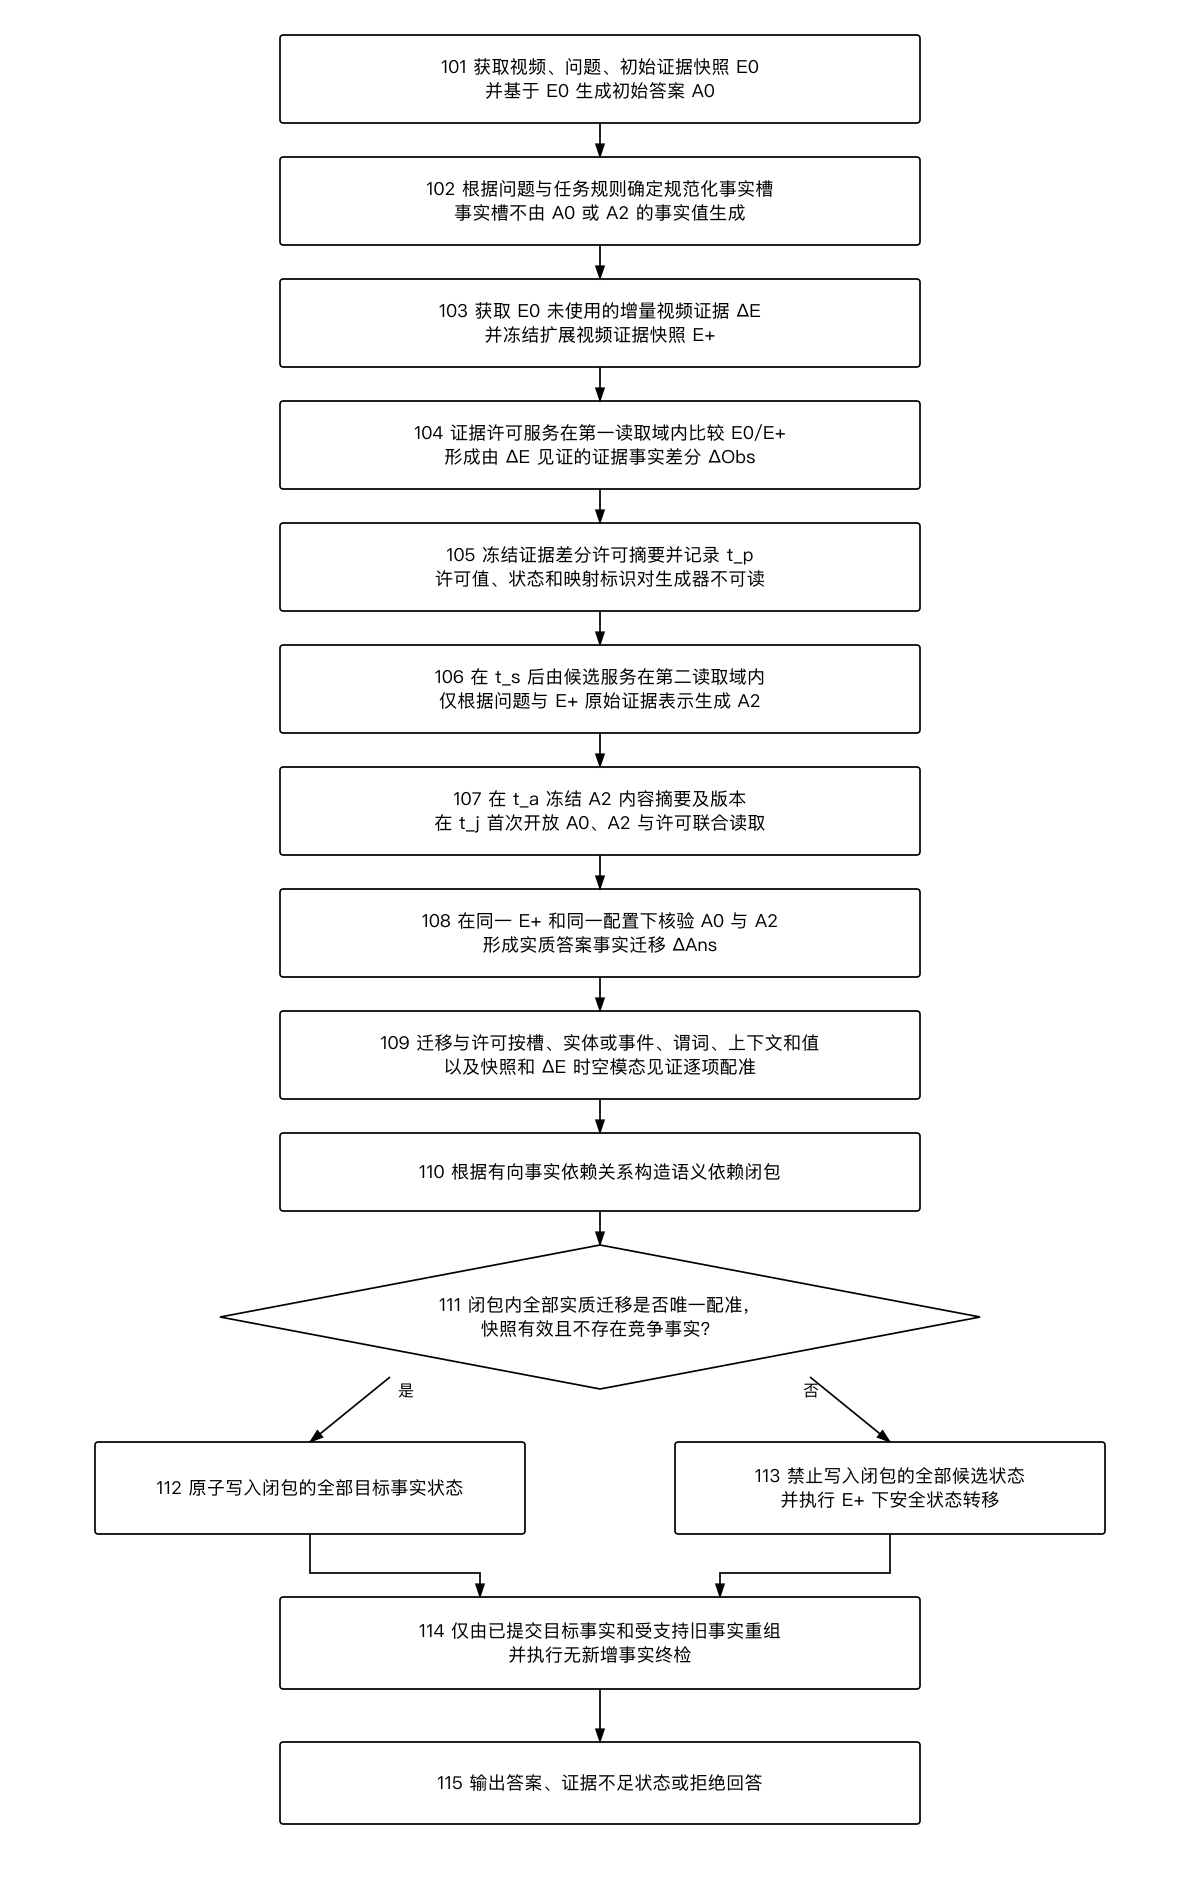 101 获取视频、问题、初始证据快照 E0
并基于 E0 生成初始答案 A0
102 根据问题与任务规则确定规范化事实槽
事实槽不由 A0 或 A2 的事实值生成
103 获取 E0 未使用的增量视频证据 ΔE
并冻结扩展视频证据快照 E+
104 证据许可服务在第一读取域内比较 E0/E+
形成由 ΔE 见证的证据事实差分 ΔObs
105 冻结证据差分许可摘要并记录 t_p
许可值、状态和映射标识对生成器不可读
106 在 t_s 后由候选服务在第二读取域内
仅根据问题与 E+ 原始证据表示生成 A2
107 在 t_a 冻结 A2 内容摘要及版本
在 t_j 首次开放 A0、A2 与许可联合读取
108 在同一 E+ 和同一配置下核验 A0 与 A2
形成实质答案事实迁移 ΔAns
109 迁移与许可按槽、实体或事件、谓词、上下文和值
以及快照和 ΔE 时空模态见证逐项配准
110 根据有向事实依赖关系构造语义依赖闭包
111 闭包内全部实质迁移是否唯一配准，
快照有效且不存在竞争事实？
是
否
112 原子写入闭包的全部目标事实状态
113 禁止写入闭包的全部候选状态
并执行 E+ 下安全状态转移
114 仅由已提交目标事实和受支持旧事实重组
并执行无新增事实终检
115 输出答案、证据不足状态或拒绝回答